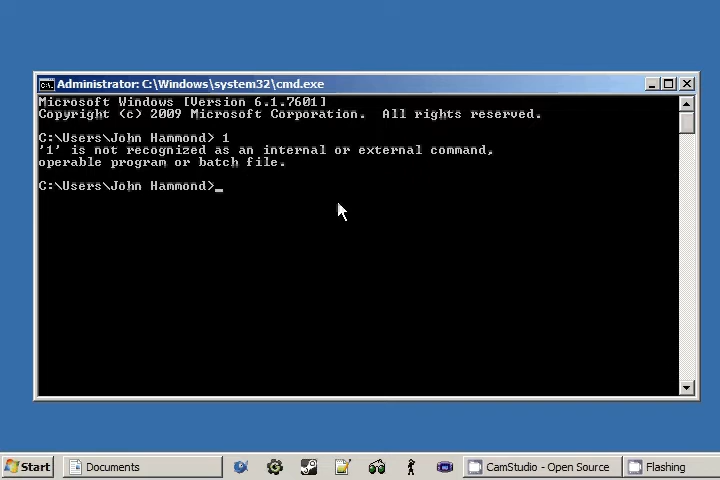 Administrator: C:\Windows\system32\cmd.exe
Microsoft Windows [Version 6.1.7601]
Copyright (c) 2009 Microsoft Corporation.  All rights reserved.
C:\Users\John Hammond> 1
'1' is not recognized as an internal or external command,
operable program or batch file.
C:\Users\John Hammond>_
Start
Documents
CamStudio - Open Source
Flashing